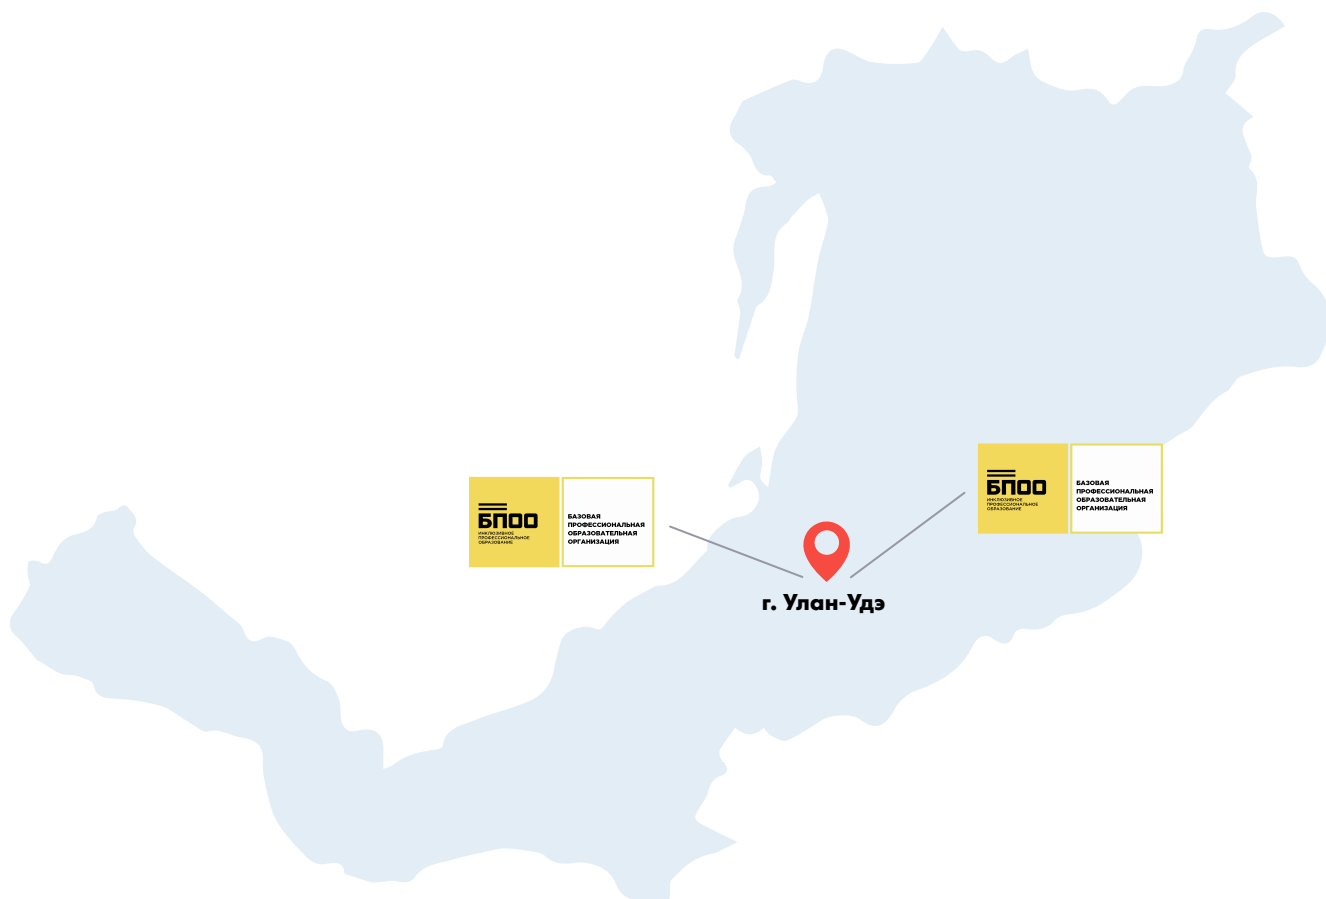 БПОО
ИНКЛЮЗИВНОЕ
ПРОФЕССИОНАЛЬНОЕ
ОБРАЗОВАНИЕ
БАЗОВАЯ
ПРОФЕССИОНАЛЬНАЯ
ОБРАЗОВАТЕЛЬНАЯ
ОРГАНИЗАЦИЯ
БПОО
ИНКЛЮЗИВНОЕ
ПРОФЕССИОНАЛЬНОЕ
ОБРАЗОВАНИЕ
БАЗОВАЯ
ПРОФЕССИОНАЛЬНАЯ
ОБРАЗОВАТЕЛЬНАЯ
ОРГАНИЗАЦИЯ
г. Улан-Удэ